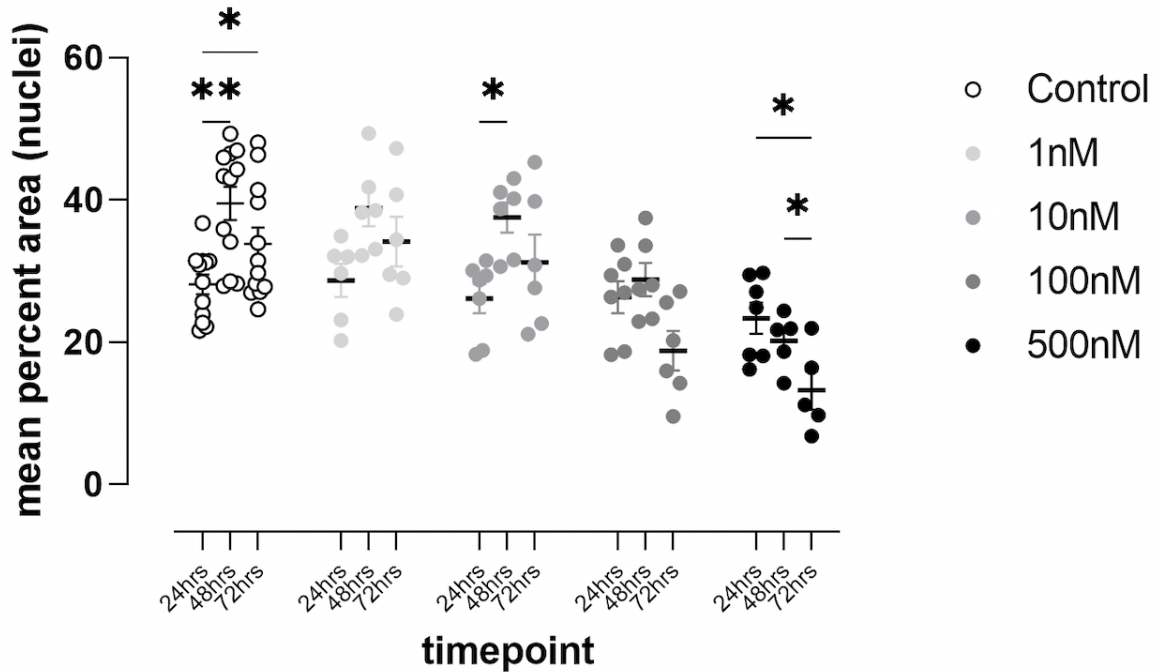 mean percent area (nuclei)
60
40
20
0
*
**
*
*
*
24hrs 48hrs 72hrs 24hrs 48hrs 72hrs 24hrs 48hrs 72hrs 24hrs 48hrs 72hrs 24hrs 48hrs 72hrs
timepoint
Control
1nM
10nM
100nM
500nM